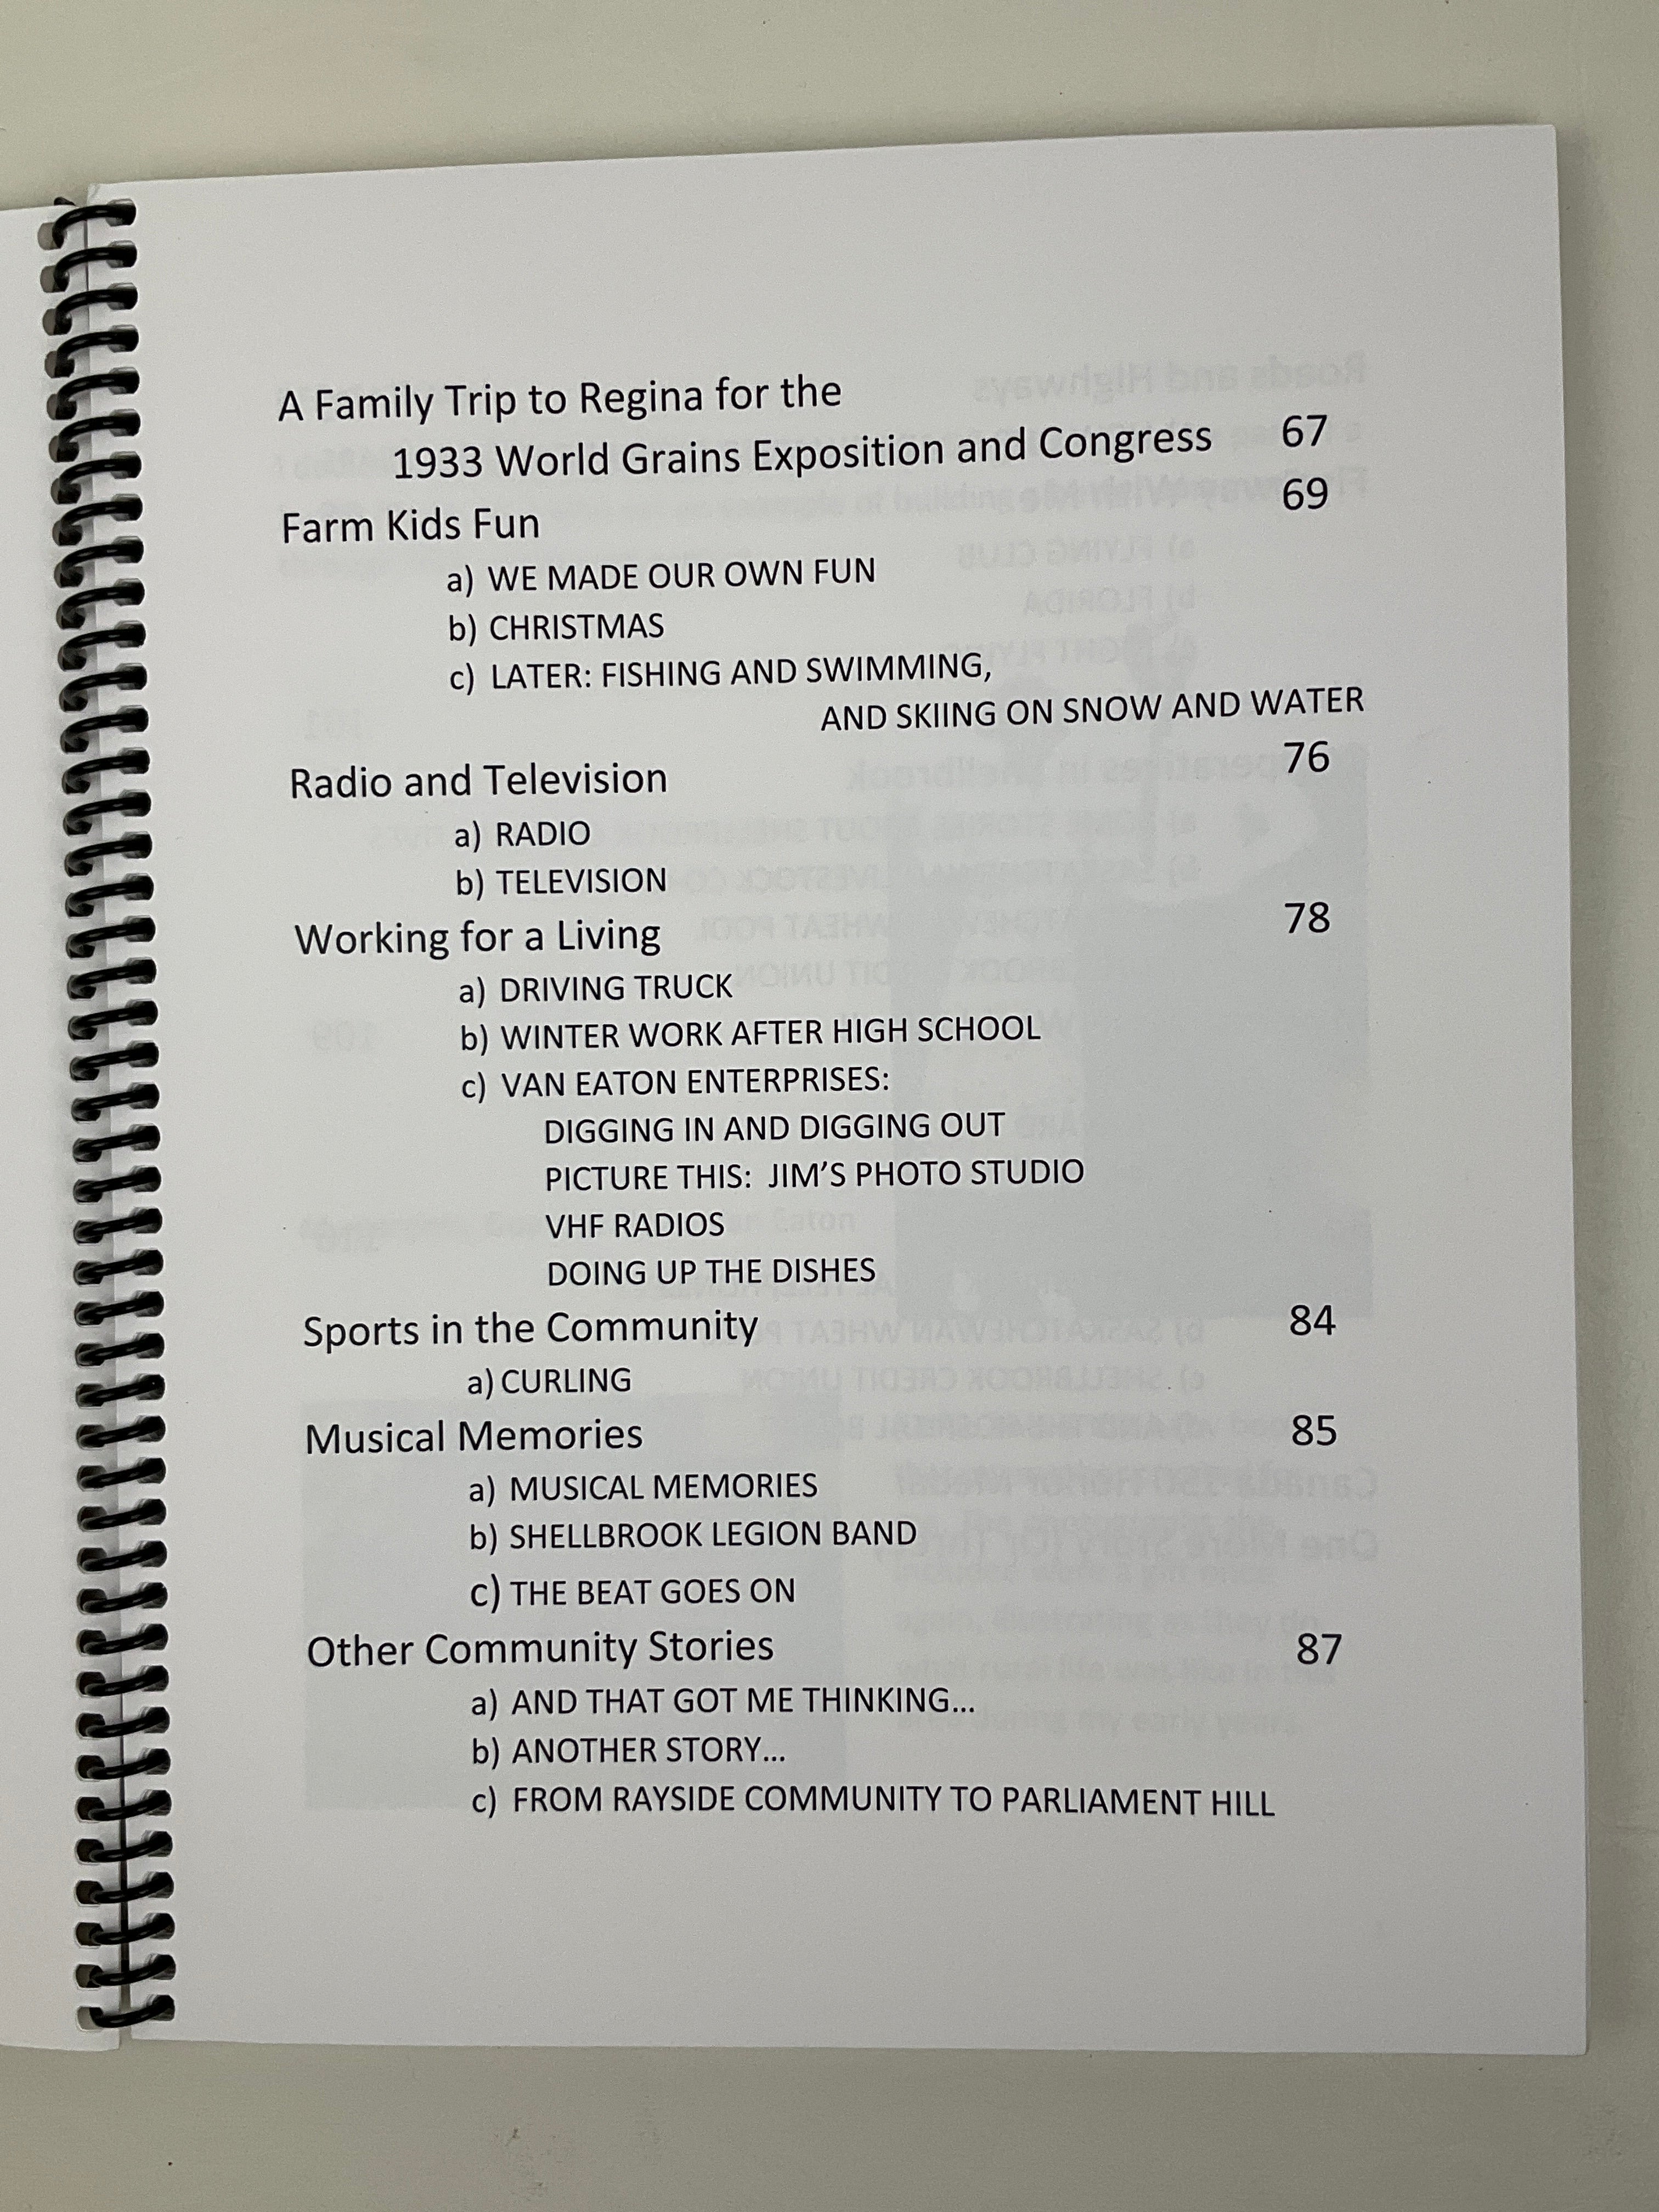 A Family Trip to Regina for the
1933 World Grains Exposition and Congress 67
Farm Kids Fun 69
a) WE MADE OUR OWN FUN
b) CHRISTMAS
c) LATER: FISHING AND SWIMMING,
AND SKIING ON SNOW AND WATER
Radio and Television 76
a) RADIO
b) TELEVISION
Working for a Living 78
a) DRIVING TRUCK
b) WINTER WORK AFTER HIGH SCHOOL
c) VAN EATON ENTERPRISES:
DIGGING IN AND DIGGING OUT
PICTURE THIS: JIM’S PHOTO STUDIO
VHF RADIOS
DOING UP THE DISHES
Sports in the Community 84
a) CURLING
Musical Memories 85
a) MUSICAL MEMORIES
b) SHELLBROOK LEGION BAND
c) THE BEAT GOES ON
Other Community Stories 87
a) AND THAT GOT ME THINKING...
b) ANOTHER STORY...
c) FROM RAYSIDE COMMUNITY TO PARLIAMENT HILL